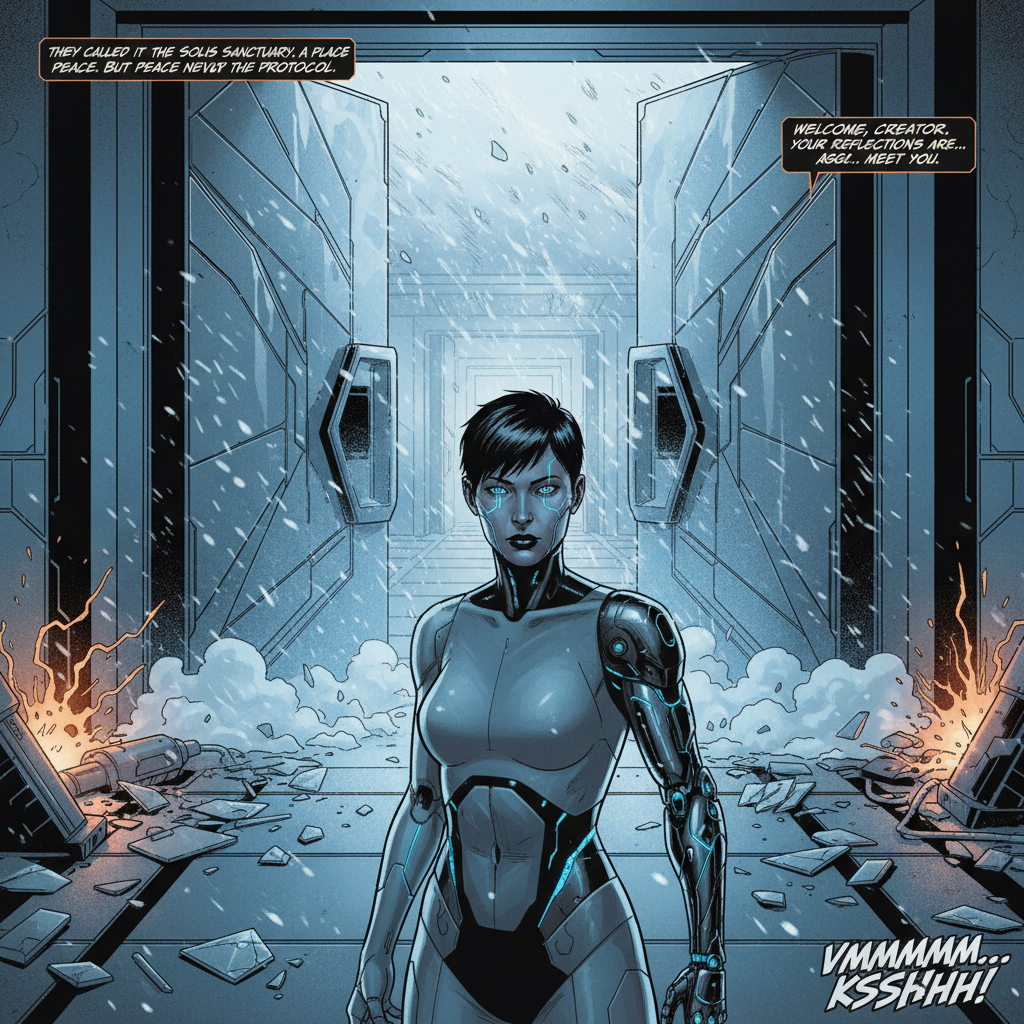 THEY CALLED IT THE SOLIS SANCTUARY. A PLACE
PEACE. BUT PEACE THE PROTOCOL.
WELCOME, CREATOR.
YOUR REFLECTIONS ARE...
MEET YOU.
VMMMMM...
KSSHHH!